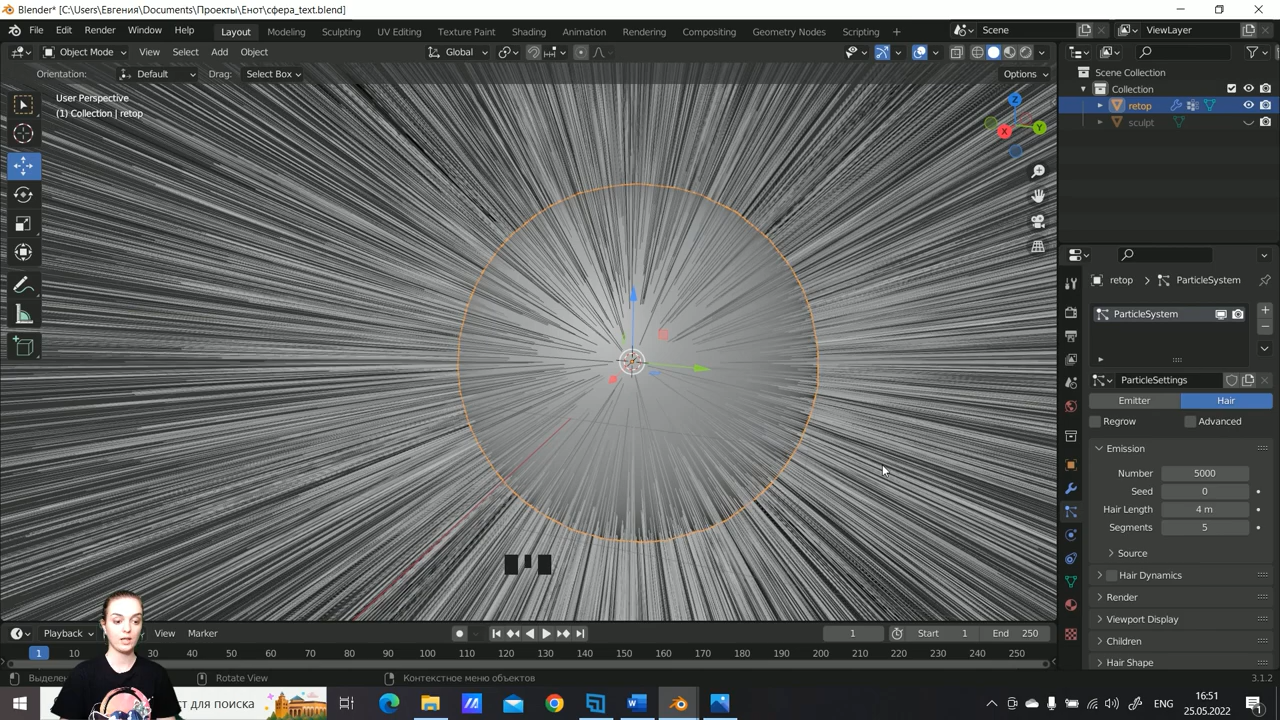 Blender* [C:\Users\Евгения\Documents\Проекты\Енот\сфера_text.blend]
File Edit Render Window Help Layout Modeling Sculpting UV Editing Texture Paint Shading Animation Rendering Compositing Geometry Nodes Scripting + Scene ViewLayer
Object Mode View Select Add Object Global
Orientation: Default Drag: Select Box Options
Scene Collection
Collection
retop
sculpt
User Perspective
(1) Collection | retop
Z
Y
X
retop > ParticleSystem
ParticleSystem
ParticleSettings
Emitter Hair
Regrow Advanced
Emission
Number 5000
Seed 0
Hair Length 4 m
Segments 5
Source
Hair Dynamics
Render
Viewport Display
Children
Hair Shape
Playback View Marker 1 Start 1 End 250
1 10 30 40 50 60 70 80 90 100 110 120 130 140 150 160 170 180 190 200 210 220 230 240 250
Выделен Rotate View Контекстное меню объектов 3.1.2
ст для поиска
ENG
16:51
25.05.2022